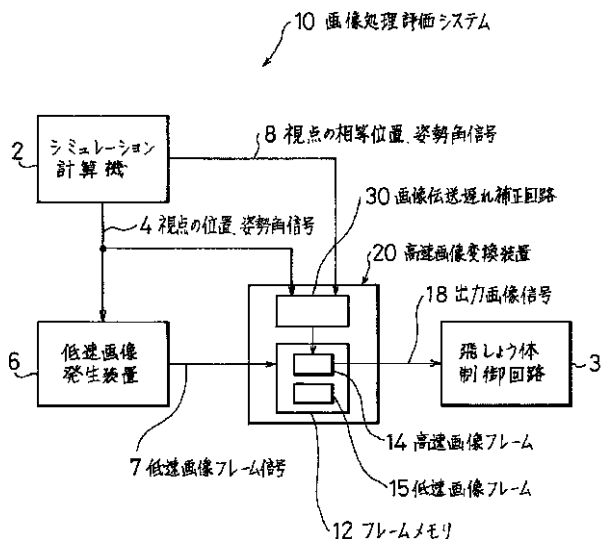 10 画像処理評価システム
2
シミュレーション
計算機
8 視点の相等位置、姿勢角信号
4 視点の位置、姿勢角信号
30 画像伝送遅れ補正回路
20 高速画像変換装置
18 出力画像信号
6
低速画像
発生装置
飛しょう体
制御回路
3
7 低速画像フレーム信号
14 高速画像フレーム
15 低速画像フレーム
12 フレームメモリ